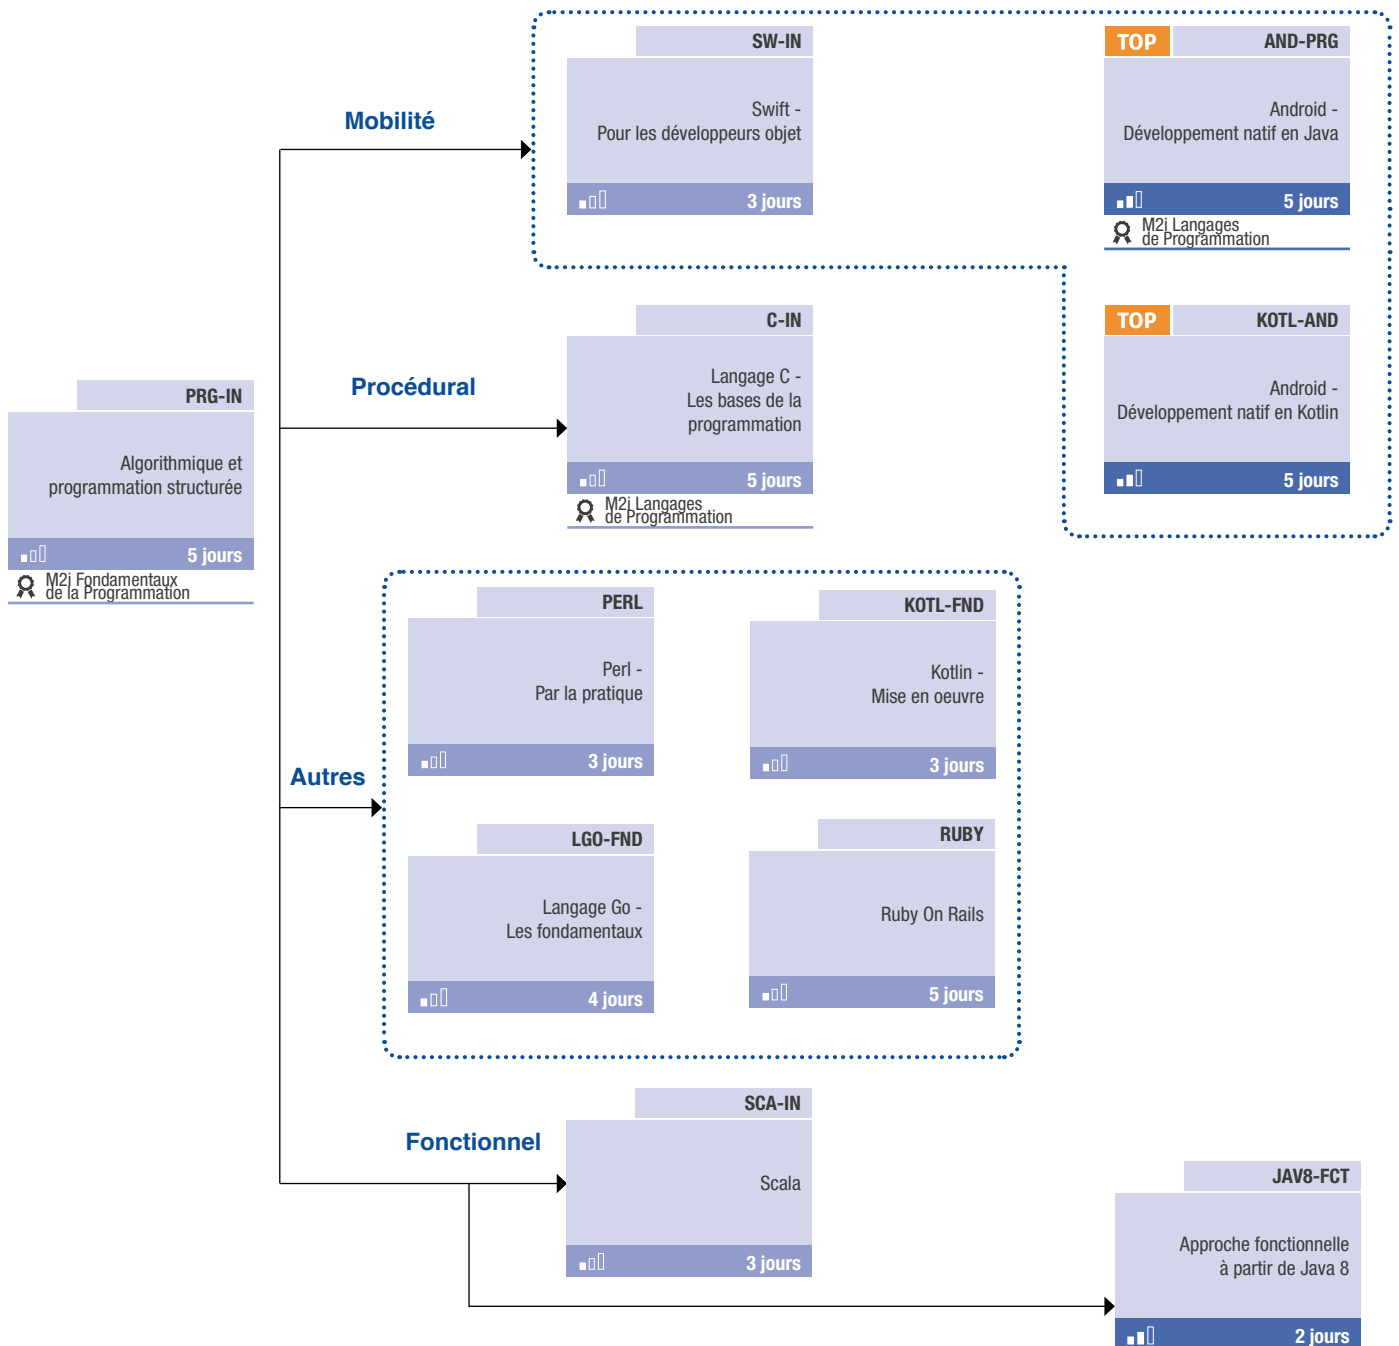 SW-IN
Swift -
Pour les développeurs objet
3 jours
TOP
AND-PRG
Android -
Développement natif en Java
5 jours
M2i Langages
de Programmation
Mobilité
C-IN
Langage C -
Les bases de la
programmation
5 jours
M2i Langages
de Programmation
TOP
KOTL-AND
Android -
Développement natif en Kotlin
5 jours
Procédural
PRG-IN
Algorithmique et
programmation structurée
5 jours
M2i Fondamentaux
de la Programmation
PERL
Perl -
Par la pratique
3 jours
KOTL-FND
Kotlin -
Mise en oeuvre
3 jours
Autres
LGO-FND
Langage Go -
Les fondamentaux
4 jours
RUBY
Ruby On Rails
5 jours
SCA-IN
Scala
3 jours
Fonctionnel
JAV8-FCT
Approche fonctionnelle
à partir de Java 8
2 jours